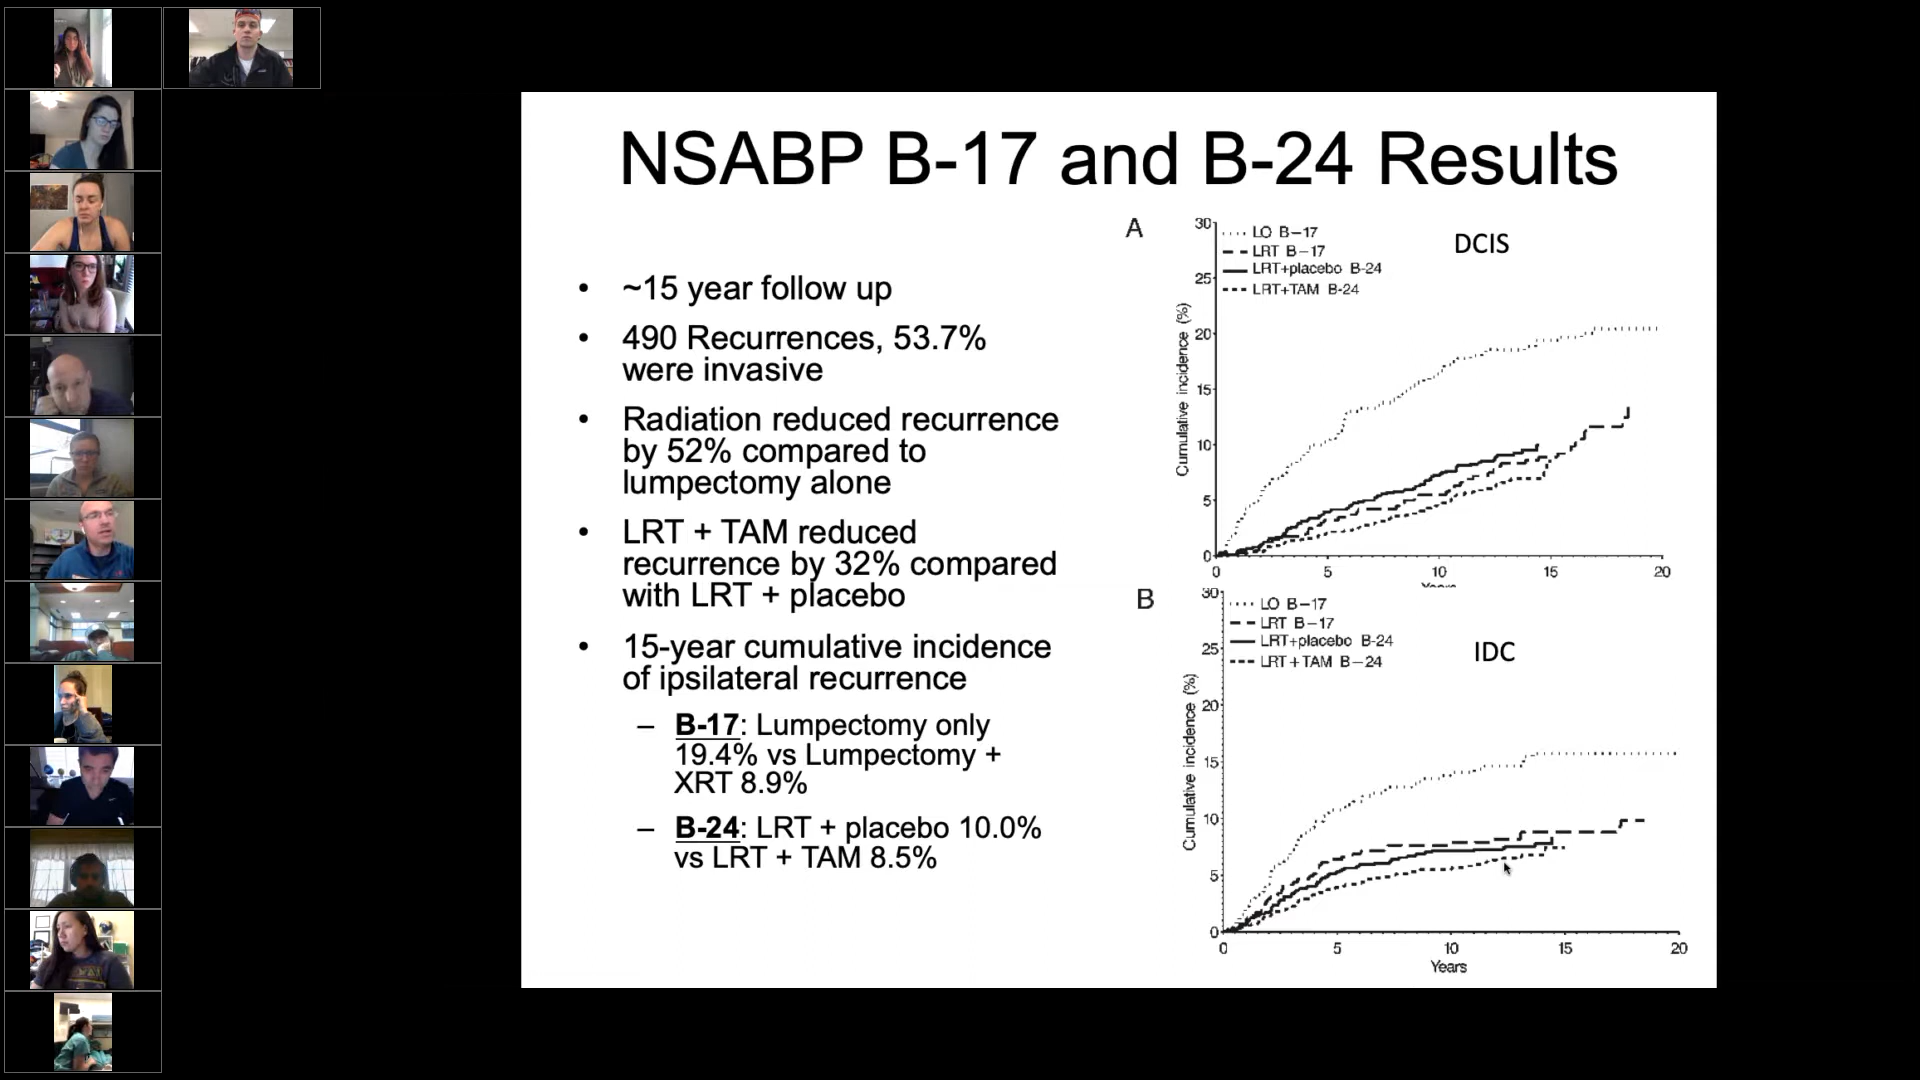 NSABP B-17 and B-24 Results
• ~15 year follow up
• 490 Recurrences, 53.7%
were invasive
• Radiation reduced recurrence
by 52% compared to
lumpectomy alone
• LRT + TAM reduced
recurrence by 32% compared
with LRT + placebo
• 15-year cumulative incidence
of ipsilateral recurrence
– B-17: Lumpectomy only
19.4% vs Lumpectomy +
XRT 8.9%
– B-24: LRT + placebo 10.0%
vs LRT + TAM 8.5%
A
DCIS
LO B-17
LRT B-17
LRT+placebo B-24
LRT+TAM B-24
Cumulative incidence (%)
30
25
20
15
10
5
0
0 5 10 15 20
Years
B
IDC
LO B-17
LRT B-17
LRT+placebo B-24
LRT+TAM B-24
Cumulative incidence (%)
30
25
20
15
10
5
0
0 5 10 15 20
Years